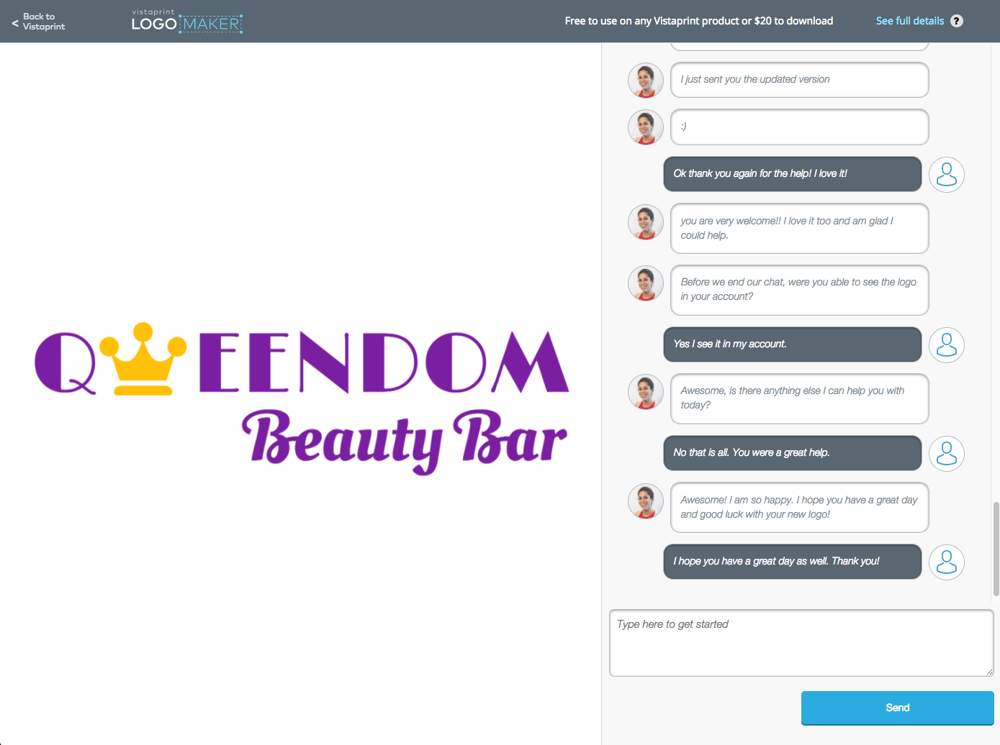 < Back to
Vistaprint
vistaprint
LOGO MAKER
Free to use on any Vistaprint product or $20 to download
See full details ?
Q EENDOM
Beauty Bar
I just sent you the updated version
:)
Ok thank you again for the help! I love it!
you are very welcome!! I love it too and am glad I
could help.
Before we end our chat, were you able to see the logo
in your account?
Yes I see it in my account.
Awesome, is there anything else I can help you with
today?
No that is all. You were a great help.
Awesome! I am so happy. I hope you have a great day
and good luck with your new logo!
I hope you have a great day as well. Thank you!
Type here to get started
Send